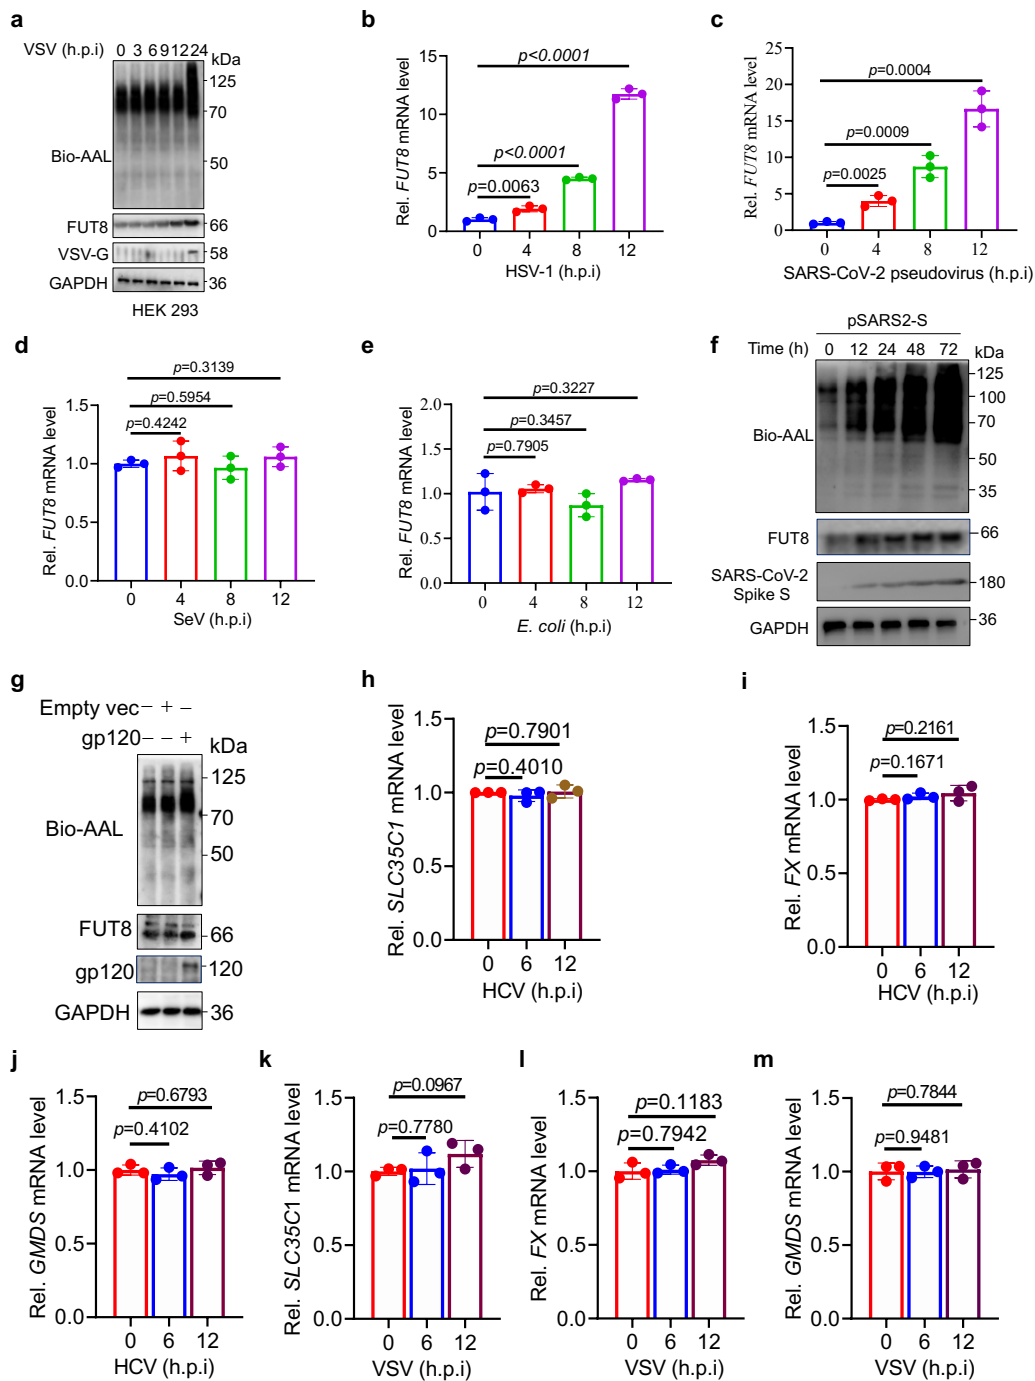 a
VSV (h.p.i) 0 3 6 9 12 24 kDa
125
70
Bio-AAL
50
FUT8 66
VSV-G 58
GAPDH 36
HEK 293
b
Rel. FUT8 mRNA level
15
10
5
0
p<0.0001
p<0.0001
p=0.0063
0 4 8 12
HSV-1 (h.p.i)
c
Rel. FUT8 mRNA level
25
20
15
10
5
0
p=0.0004
p=0.0009
p=0.0025
0 4 8 12
SARS-CoV-2 pseudovirus (h.p.i)
d
Rel. FUT8 mRNA level
1.5
1.0
0.5
0.0
p=0.3139
p=0.5954
p=0.4242
0 4 8 12
SeV (h.p.i)
e
Rel. FUT8 mRNA level
2.0
1.5
1.0
0.5
0.0
p=0.3227
p=0.3457
p=0.7905
0 4 8 12
E. coli (h.p.i)
f
pSARS2-S
Time (h) 0 12 24 48 72 kDa
125
100
Bio-AAL 70
50
35
FUT8 66
SARS-CoV-2
Spike S 180
GAPDH 36
g
Empty vec − + −
gp120 − − + kDa
125
Bio-AAL 70
50
FUT8 66
gp120 120
GAPDH 36
h
Rel. SLC35C1 mRNA level
1.5
1.0
0.5
0.0
p=0.7901
p=0.4010
0 6 12
HCV (h.p.i)
i
Rel. FX mRNA level
1.5
1.0
0.5
0.0
p=0.2161
p=0.1671
0 6 12
HCV (h.p.i)
j
Rel. GMDS mRNA level
1.5
1.0
0.5
0.0
p=0.6793
p=0.4102
0 6 12
HCV (h.p.i)
k
Rel. SLC35C1 mRNA level
1.5
1.0
0.5
0.0
p=0.0967
p=0.7780
0 6 12
VSV (h.p.i)
l
Rel. FX mRNA level
1.5
1.0
0.5
0.0
p=0.1183
p=0.7942
0 6 12
VSV (h.p.i)
m
Rel. GMDS mRNA level
1.5
1.0
0.5
0.0
p=0.7844
p=0.9481
0 6 12
VSV (h.p.i)